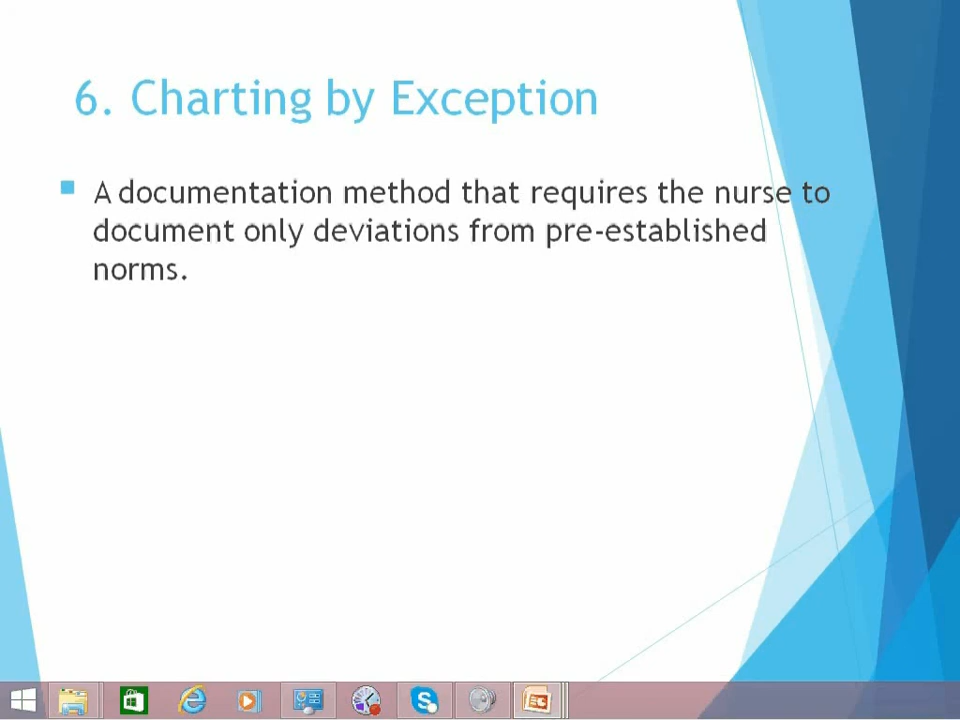 6. Charting by Exception
A documentation method that requires the nurse to
document only deviations from pre-established
norms.